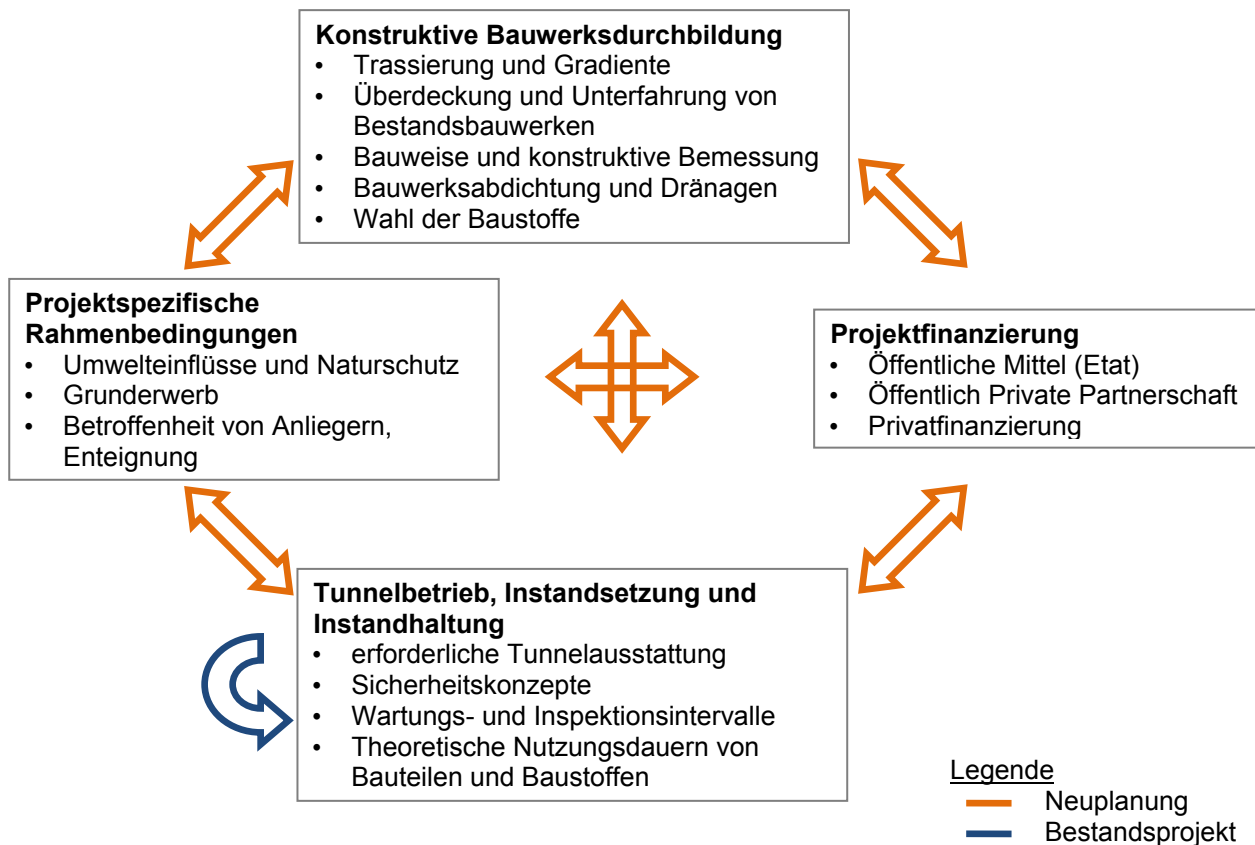 Konstruktive Bauwerksdurchbildung
• Trassierung und Gradiente
• Überdeckung und Unterfahrung von
Bestandsbauwerken
• Bauweise und konstruktive Bemessung
• Bauwerksabdichtung und Dränagen
• Wahl der Baustoffe
Projektspezifische
Rahmenbedingungen
• Umwelteinflüsse und Naturschutz
• Grunderwerb
• Betroffenheit von Anliegern,
Enteignung
Projektfinanzierung
• Öffentliche Mittel (Etat)
• Öffentlich Private Partnerschaft
• Privatfinanzierung
Tunnelbetrieb, Instandsetzung und
Instandhaltung
• erforderliche Tunnelausstattung
• Sicherheitskonzepte
• Wartungs- und Inspektionsintervalle
• Theoretische Nutzungsdauern von
Bauteilen und Baustoffen
Legende
Neuplanung
Bestandsprojekt